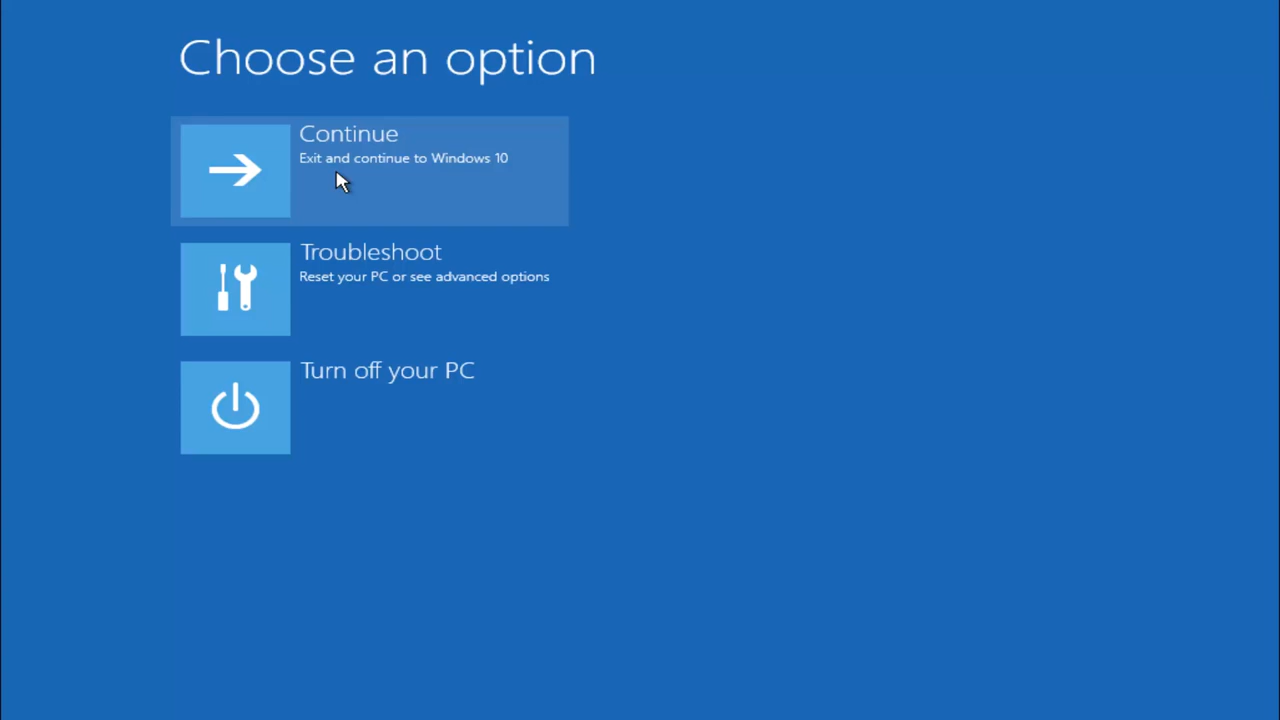 Choose an option
Continue
Exit and continue to Windows 10
Troubleshoot
Reset your PC or see advanced options
Turn off your PC